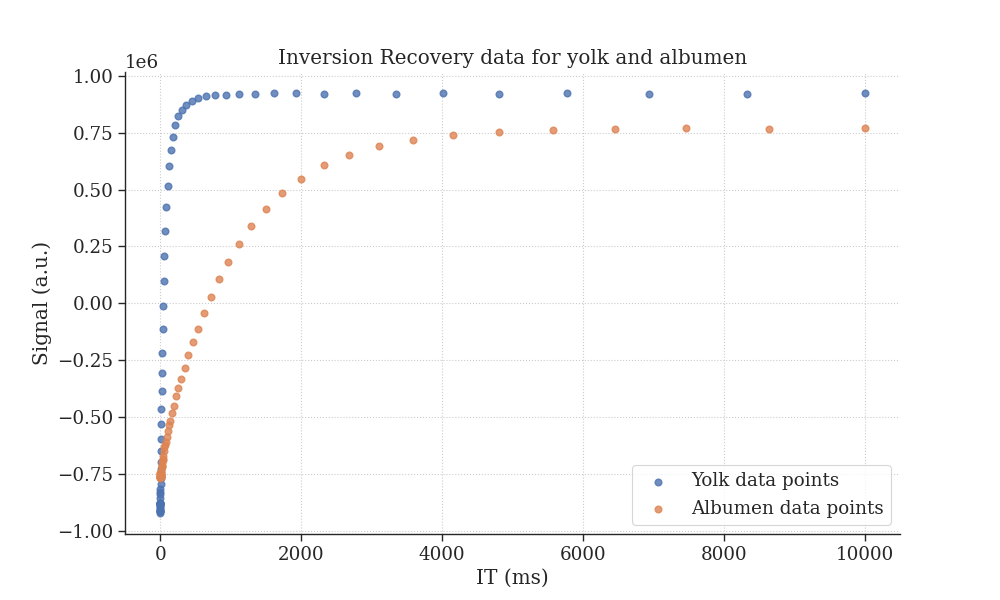 Inversion Recovery data for yolk and albumen
1e6
1.00
0.75
0.50
0.25
0.00
−0.25
−0.50
−0.75
−1.00
Signal (a.u.)
Yolk data points
Albumen data points
0 2000 4000 6000 8000 10000
IT (ms)